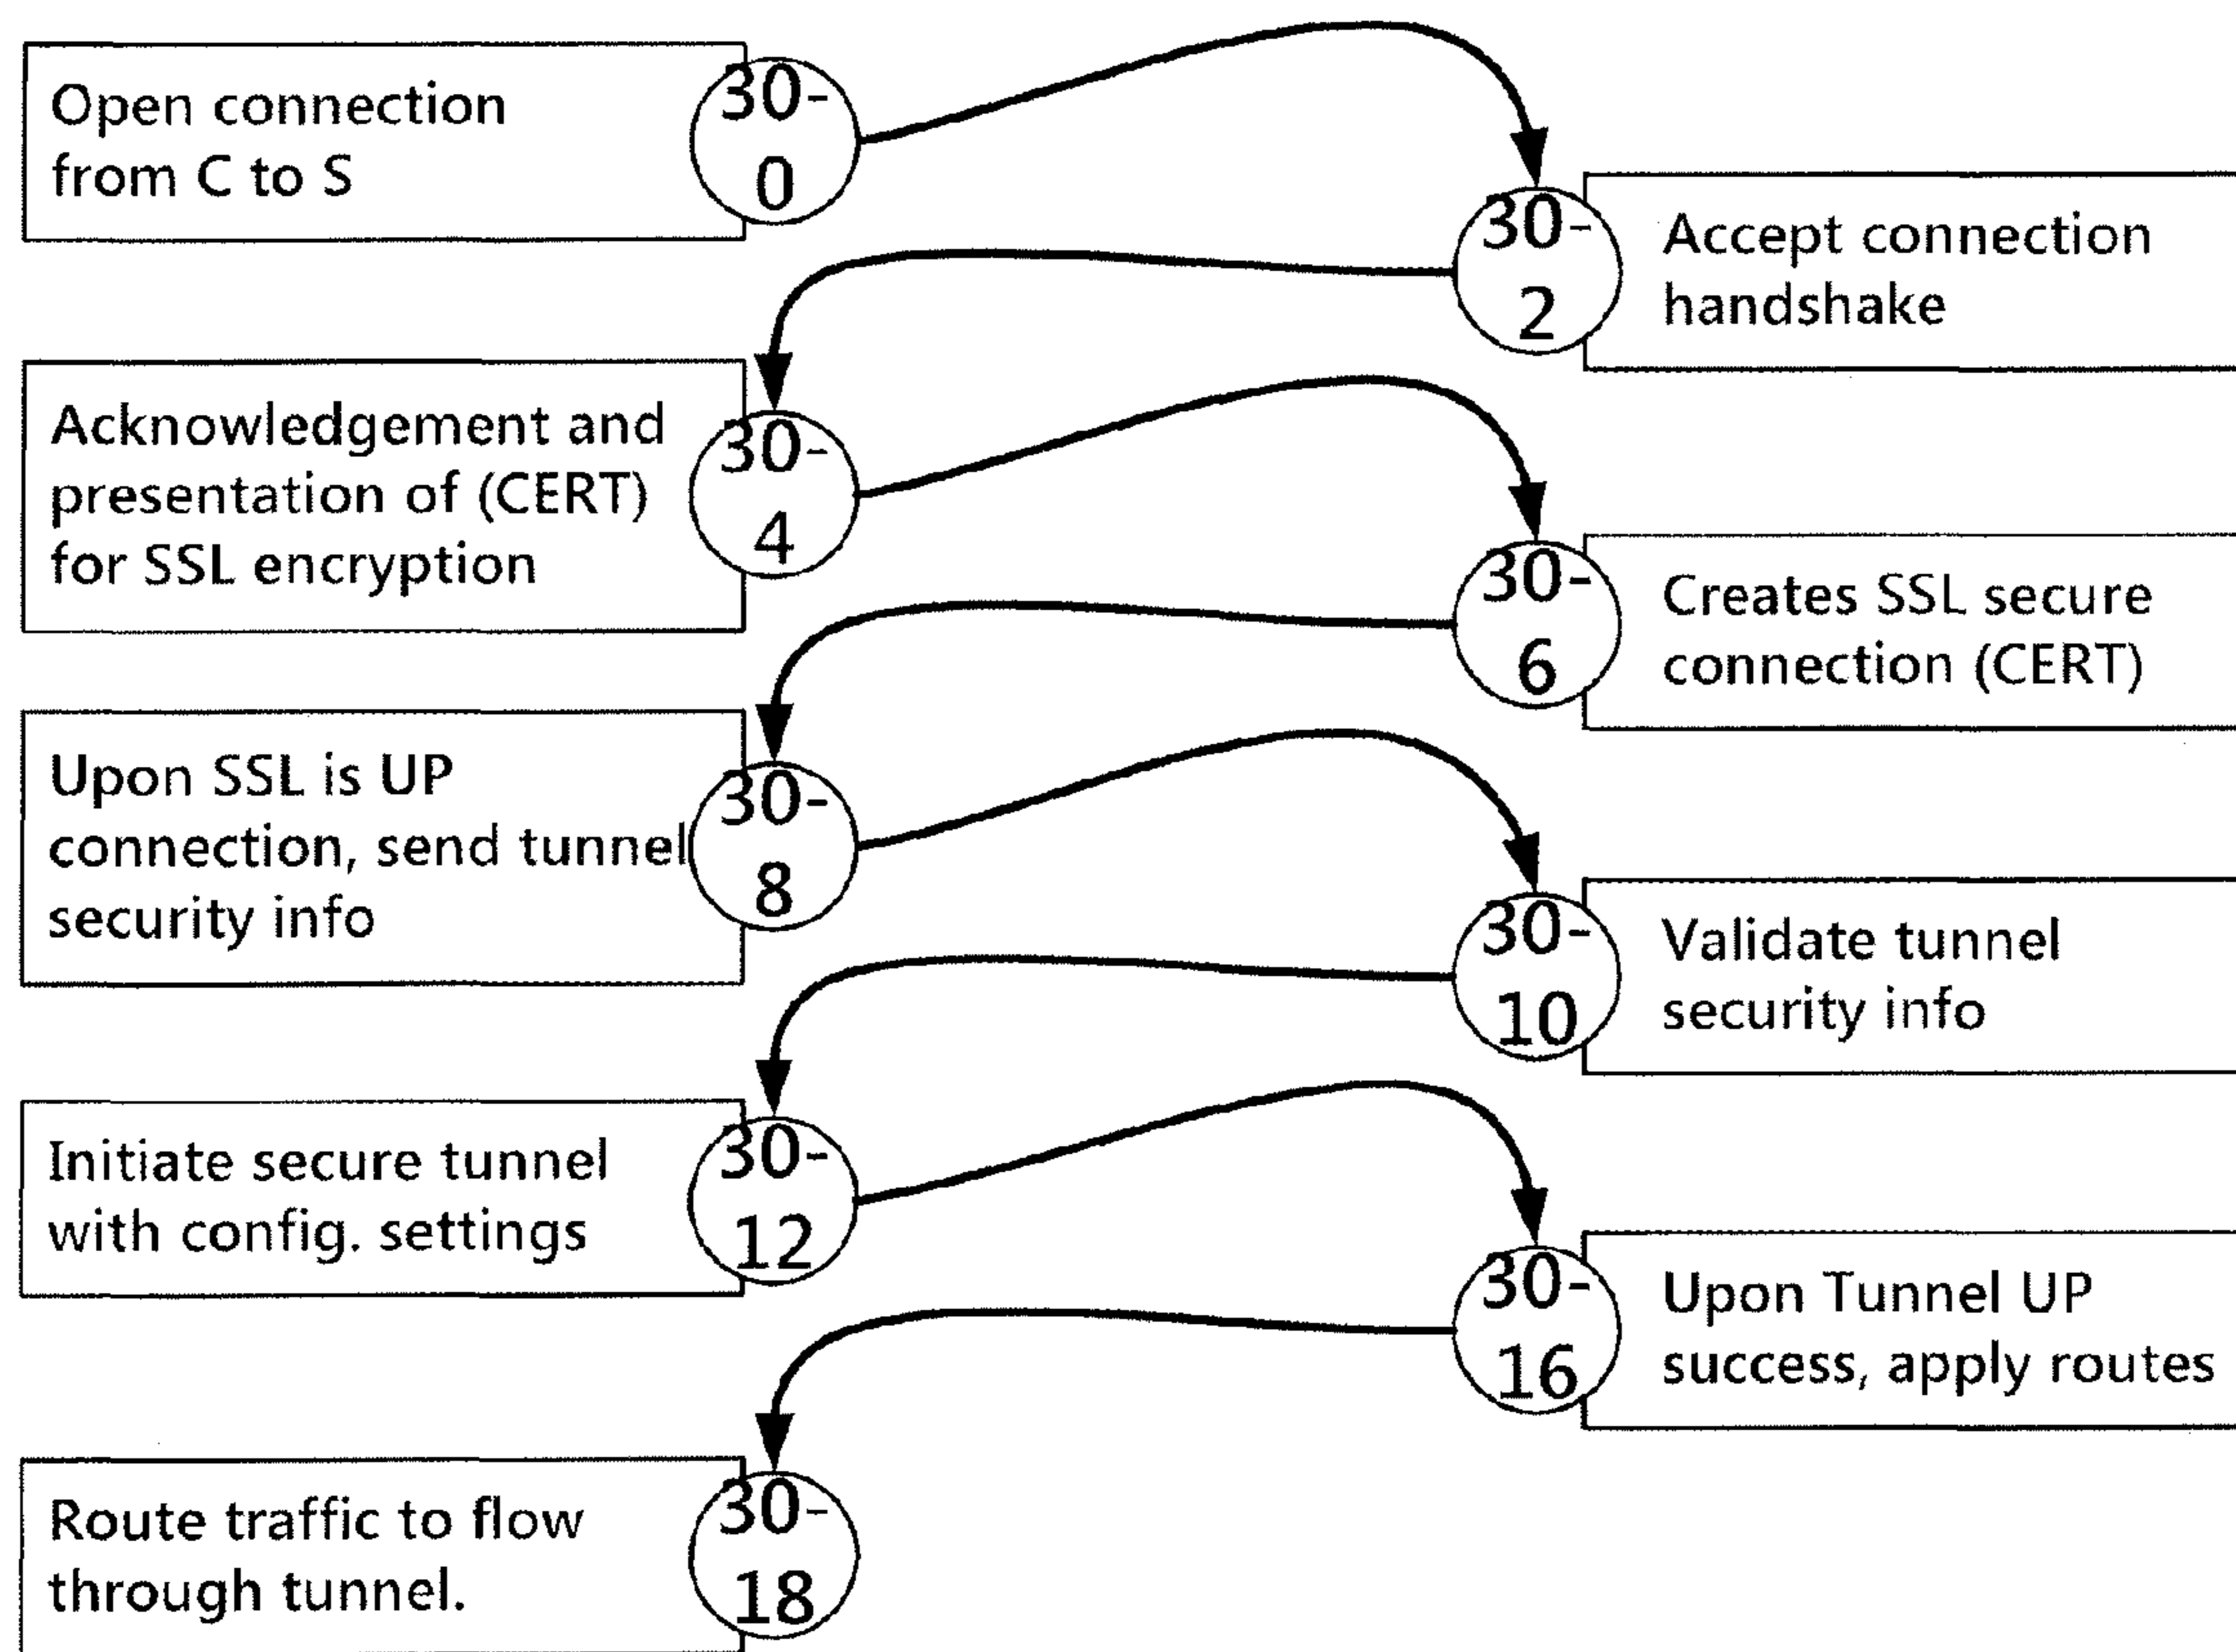 Open connection
from C to S
30-
0
30-
2
Accept connection
handshake
Acknowledgement and
presentation of (CERT)
for SSL encryption
30-
4
30-
6
Creates SSL secure
connection (CERT)
Upon SSL is UP
connection, send tunnel
security info
30-
8
30-
10
Validate tunnel
security info
Initiate secure tunnel
with config. settings
30-
12
30-
16
Upon Tunnel UP
success, apply routes
Route traffic to flow
through tunnel.
30-
18